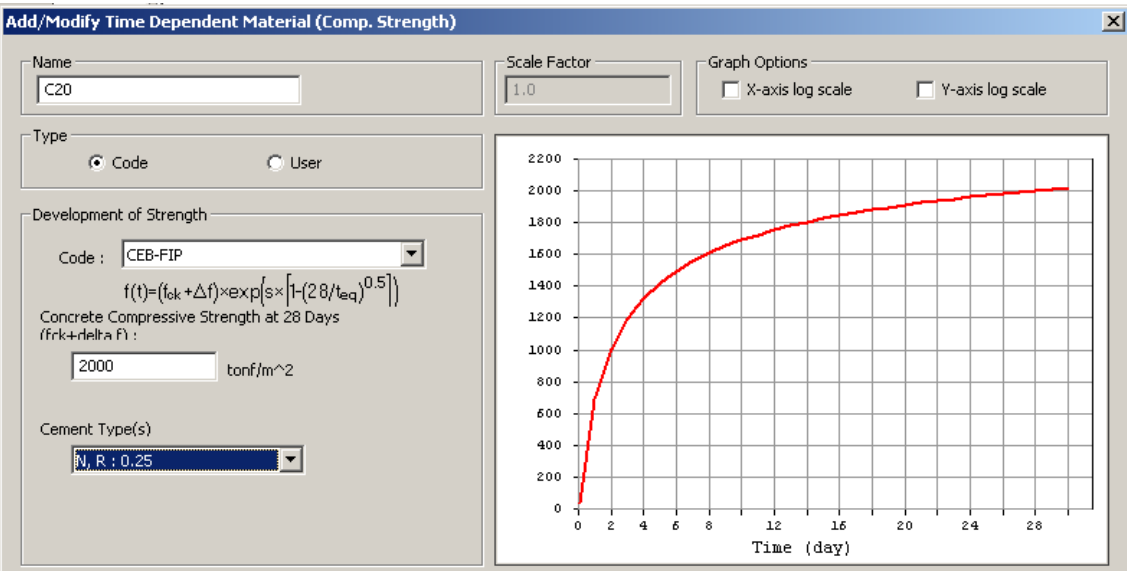 Add/Modify Time Dependent Material (Comp. Strength)
Name
C20
Scale Factor
1.0
Graph Options
X-axis log scale
Y-axis log scale
Type
Code
User
Development of Strength
Code :
CEB-FIP
f(t)=(fck+Δf)×exp(s×[1-(28/teq)^0.5])
Concrete Compressive Strength at 28 Days
(fck+delta f) :
2000
tonf/m^2
Cement Type(s)
N, R : 0.25
2200
2000
1800
1600
1400
1200
1000
800
600
400
200
0
0 2 4 6 8 12 16 20 24 28
Time (day)